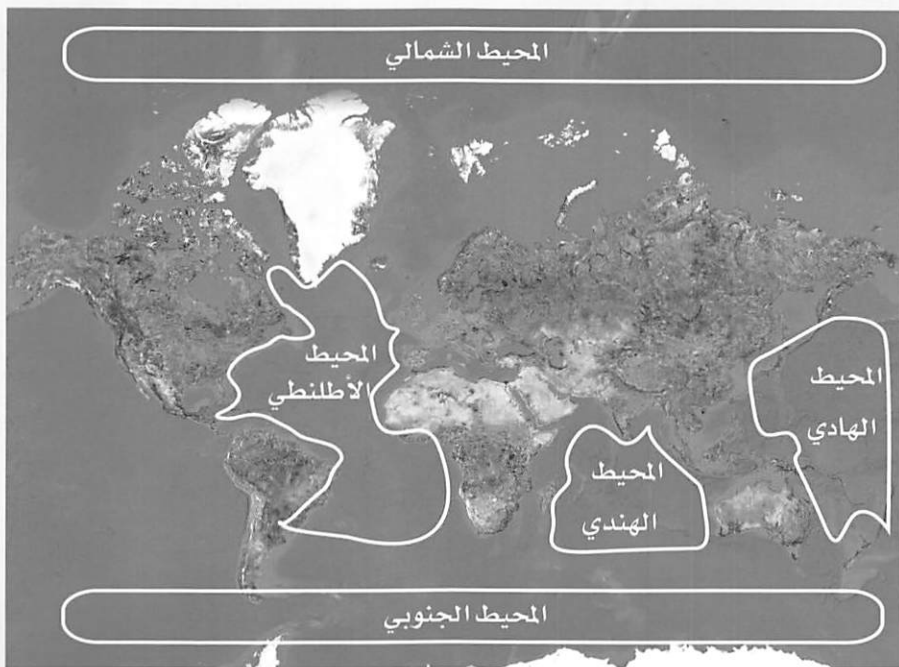 المحيط الشمالي
المحيط
الأطلنطي
المحيط
الهادي
المحيط
الهندي
المحيط الجنوبي